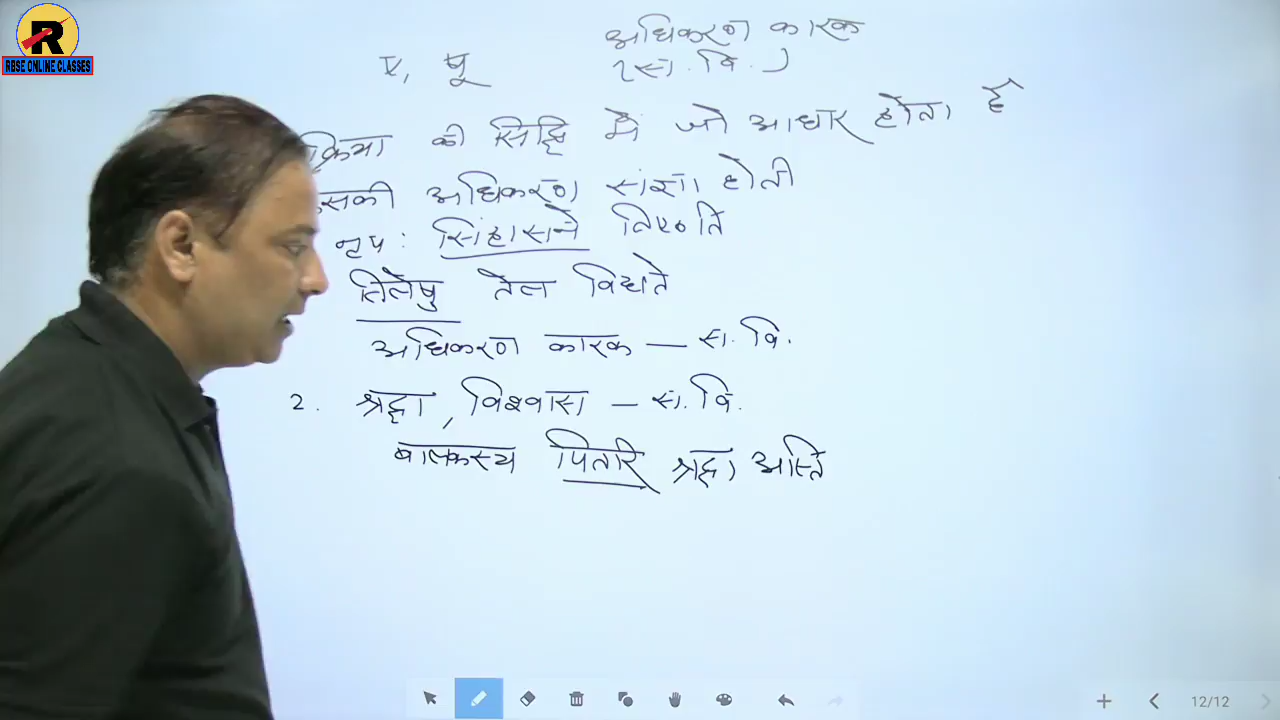 R
RBSE ONLINE CLASSES
अधिकरण कारक
(स. वि.)
क्रिया की सिद्धि में जो आधार होता है
उसकी अधिकरण संज्ञा होती
नृप: सिंहासने तिष्ठति
तिलेषु तेल विद्यते
अधिकरण कारक — स. वि.
2. श्रद्धा, विश्वास — स. वि.
बालकस्य पितरि श्रद्धा अस्ति
12/12